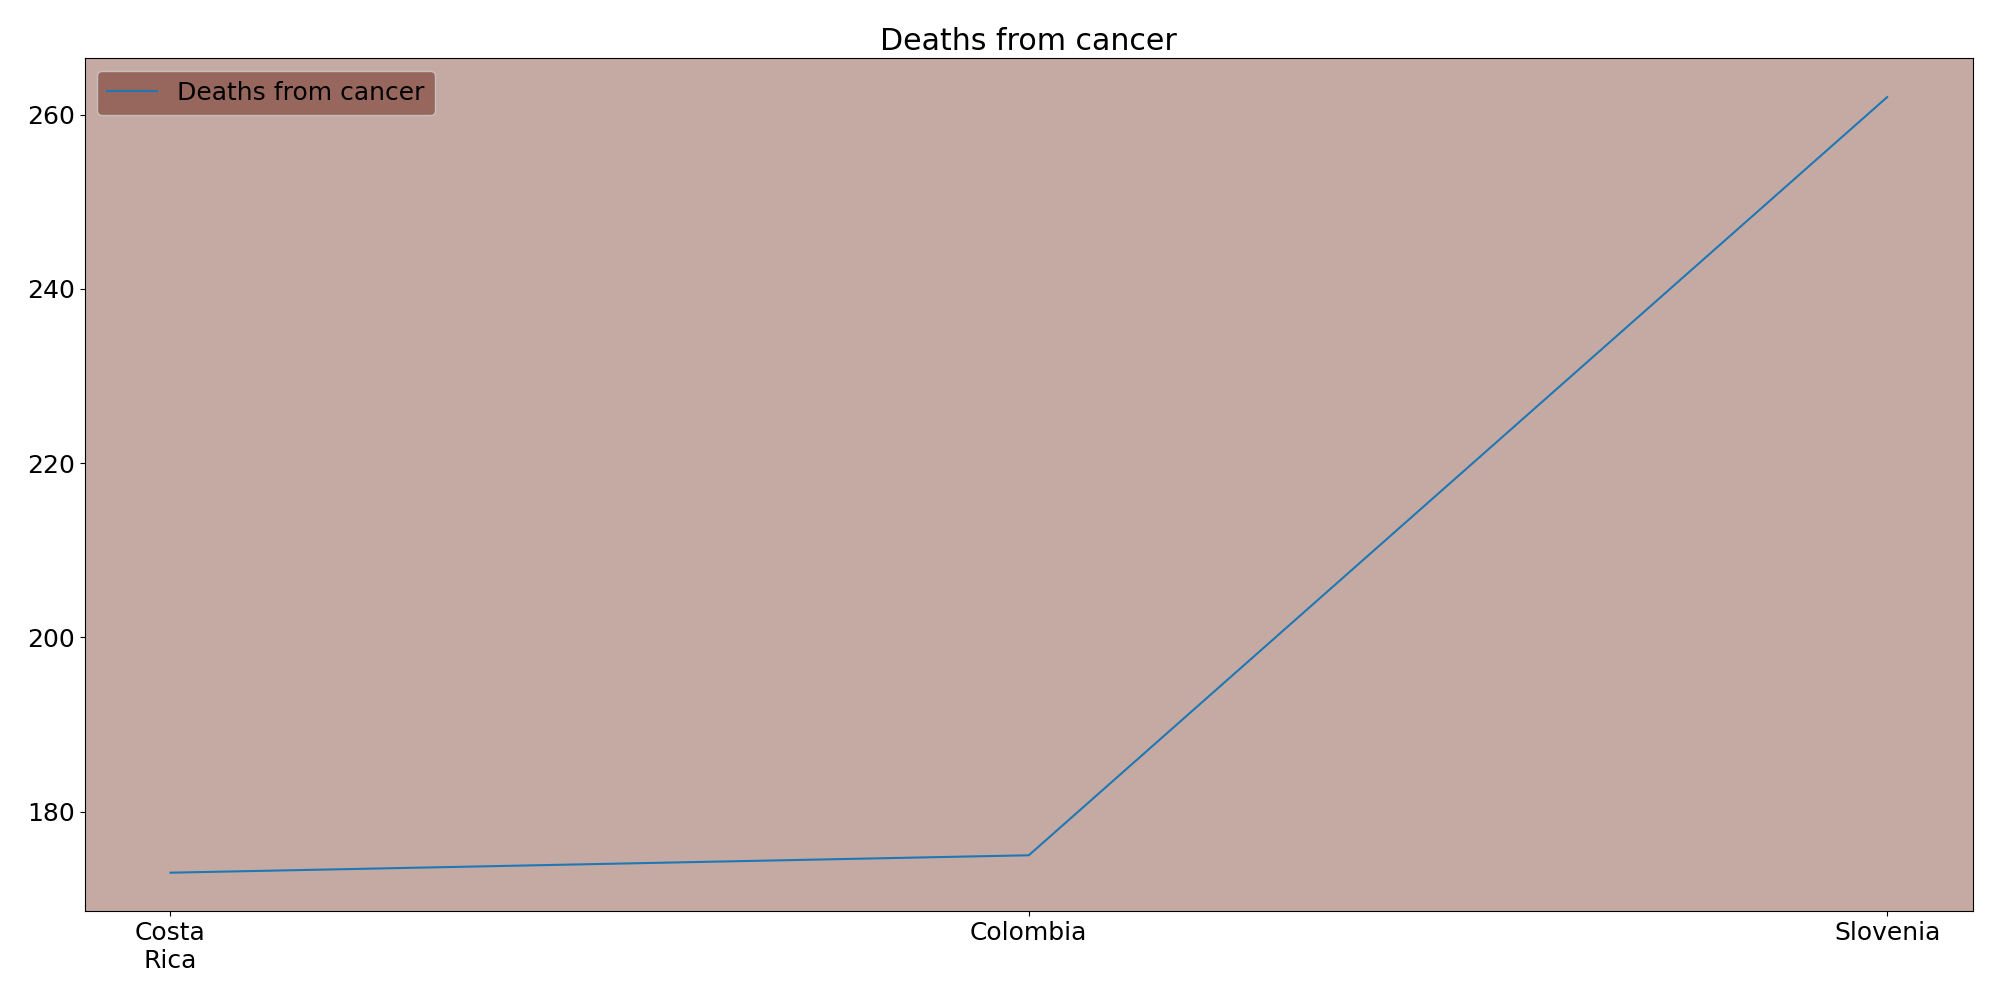 Deaths from cancer
Deaths from cancer
260
240
220
200
180
Costa
Rica
Colombia
Slovenia